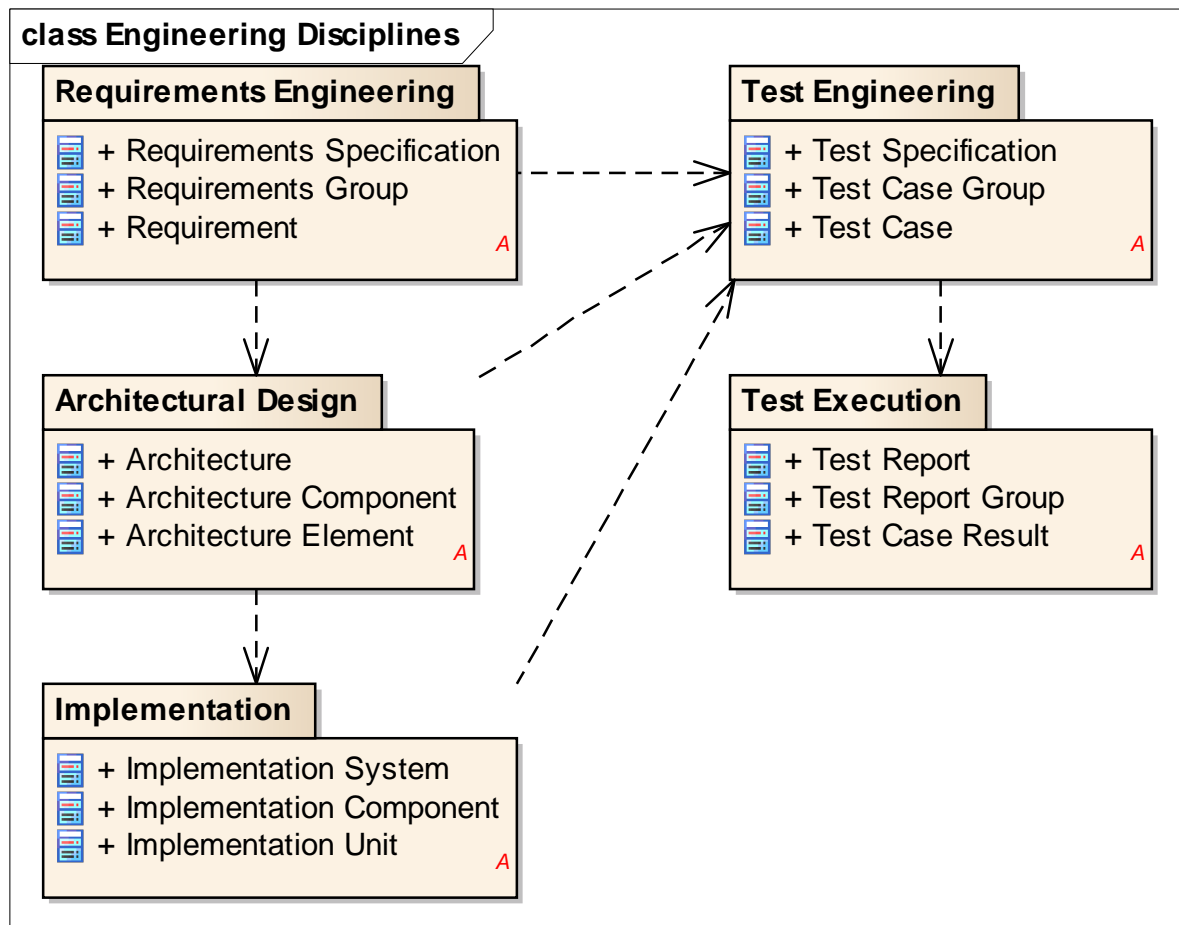 class Engineering Disciplines
Requirements Engineering
+ Requirements Specification
+ Requirements Group
+ Requirement
A
Test Engineering
+ Test Specification
+ Test Case Group
+ Test Case
A
Architectural Design
+ Architecture
+ Architecture Component
+ Architecture Element
A
Test Execution
+ Test Report
+ Test Report Group
+ Test Case Result
A
Implementation
+ Implementation System
+ Implementation Component
+ Implementation Unit
A